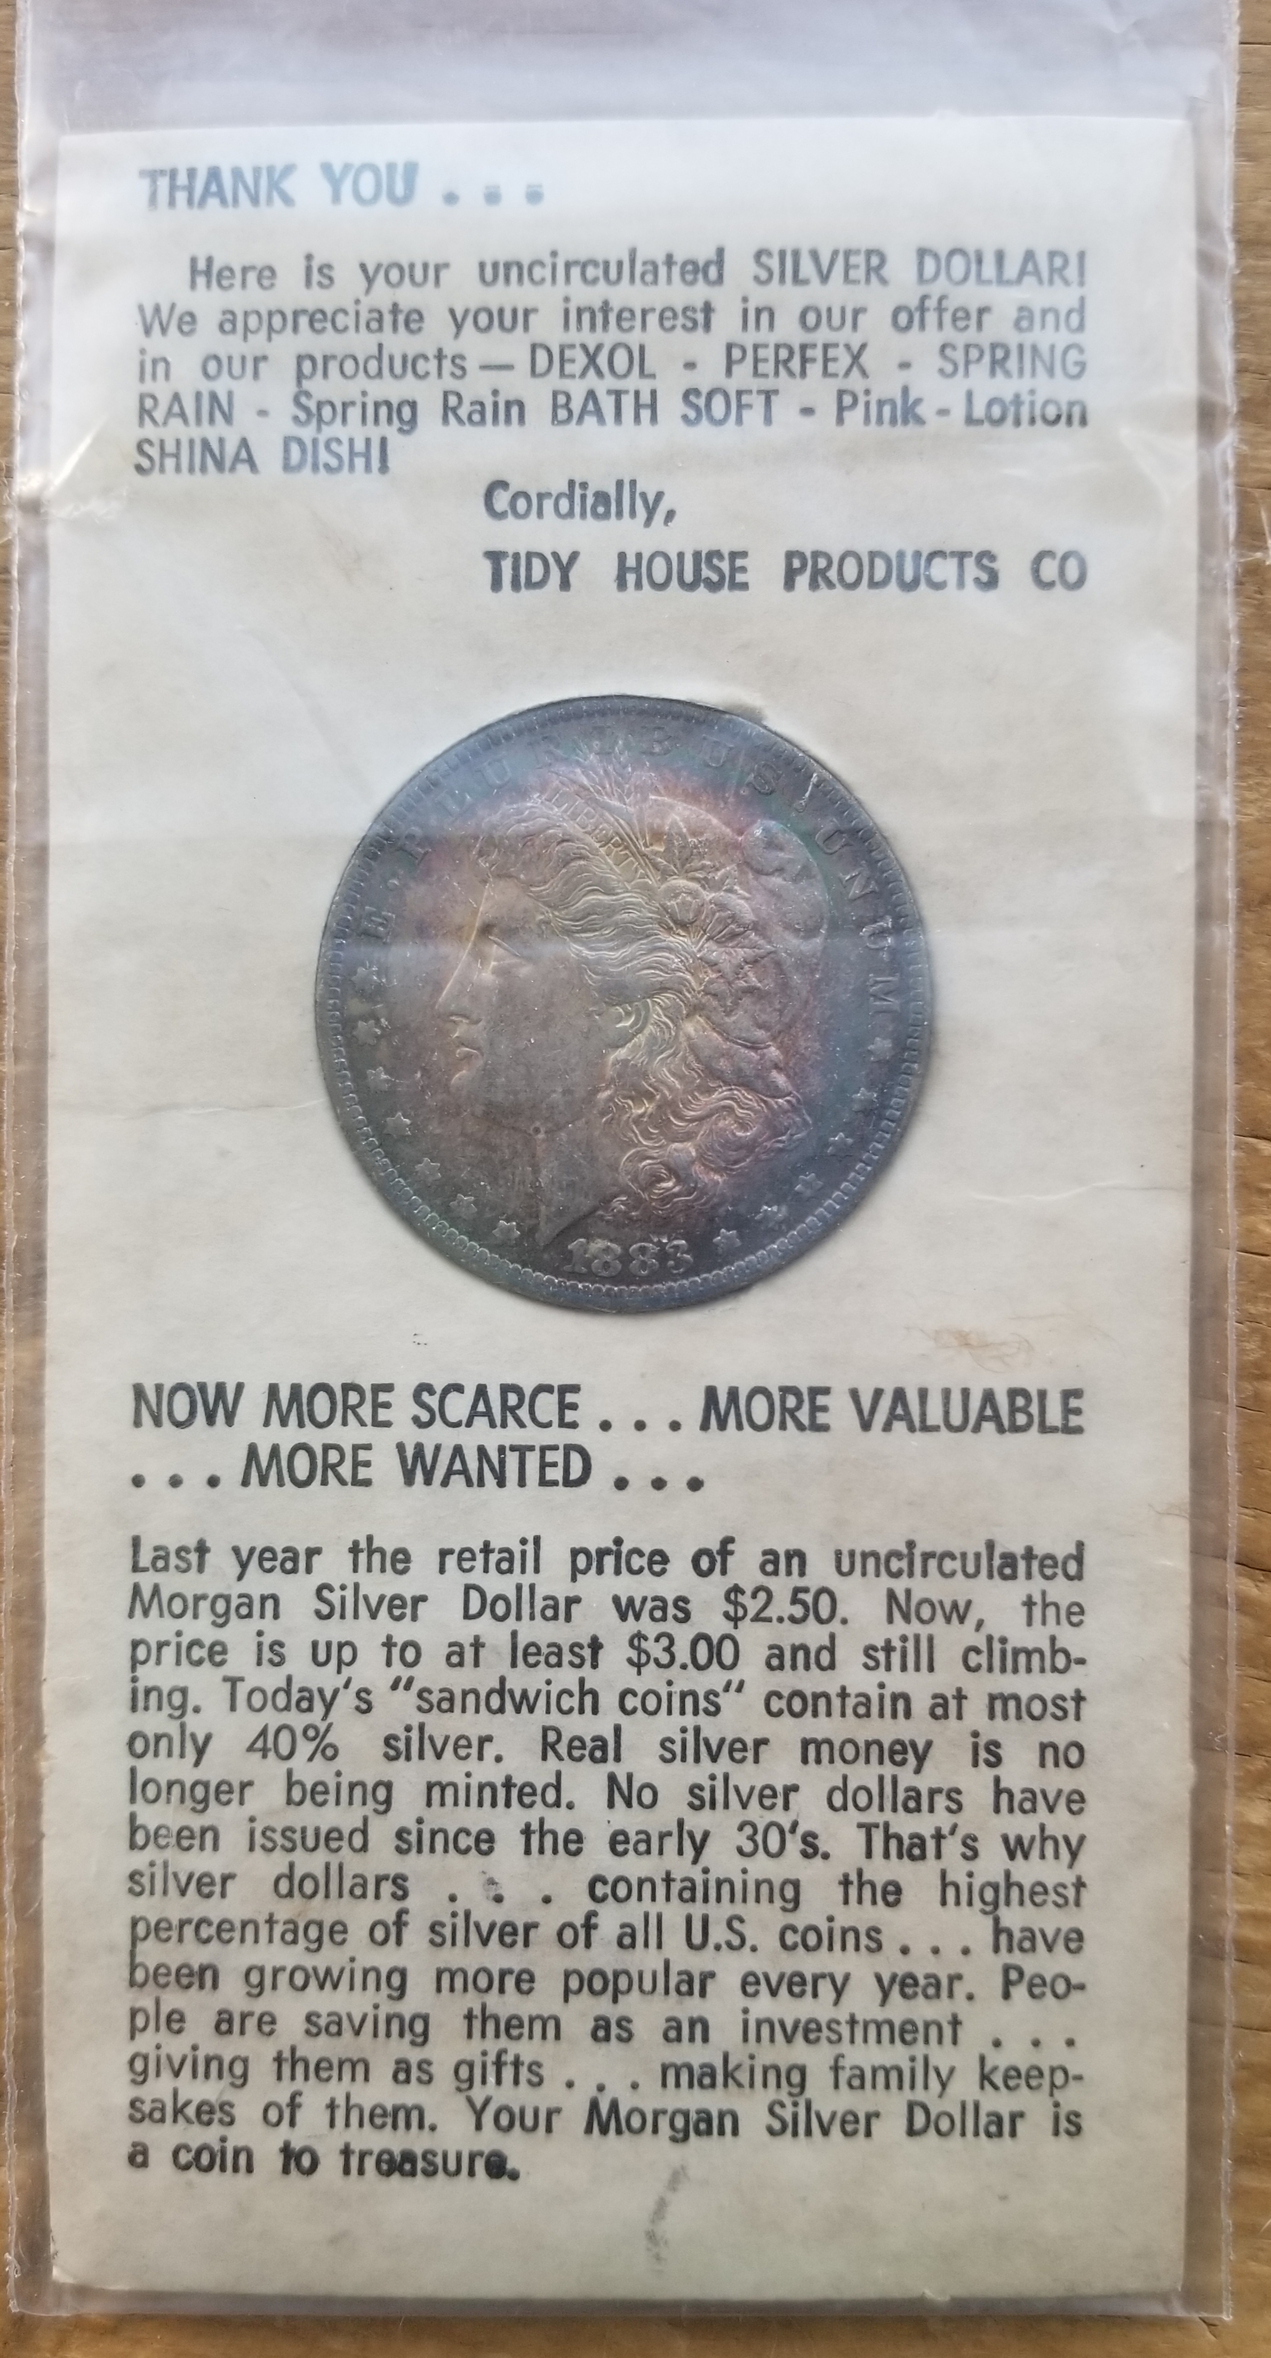 THANK YOU . . .
Here is your uncirculated SILVER DOLLAR!
We appreciate your interest in our offer and
in our products — DEXOL - PERFEX - SPRING
RAIN - Spring Rain BATH SOFT - Pink - Lotion
SHINA DISH!
Cordially,
TIDY HOUSE PRODUCTS CO
E · PLURIBUS · UNUM
LIBERTY
1883
NOW MORE SCARCE . . . MORE VALUABLE
. . . MORE WANTED . . .
Last year the retail price of an uncirculated
Morgan Silver Dollar was $2.50. Now, the
price is up to at least $3.00 and still climb-
ing. Today's "sandwich coins" contain at most
only 40% silver. Real silver money is no
longer being minted. No silver dollars have
been issued since the early 30's. That's why
silver dollars . . . containing the highest
percentage of silver of all U.S. coins . . . have
been growing more popular every year. Peo-
ple are saving them as an investment . . .
giving them as gifts . . . making family keep-
sakes of them. Your Morgan Silver Dollar is
a coin to treasure.